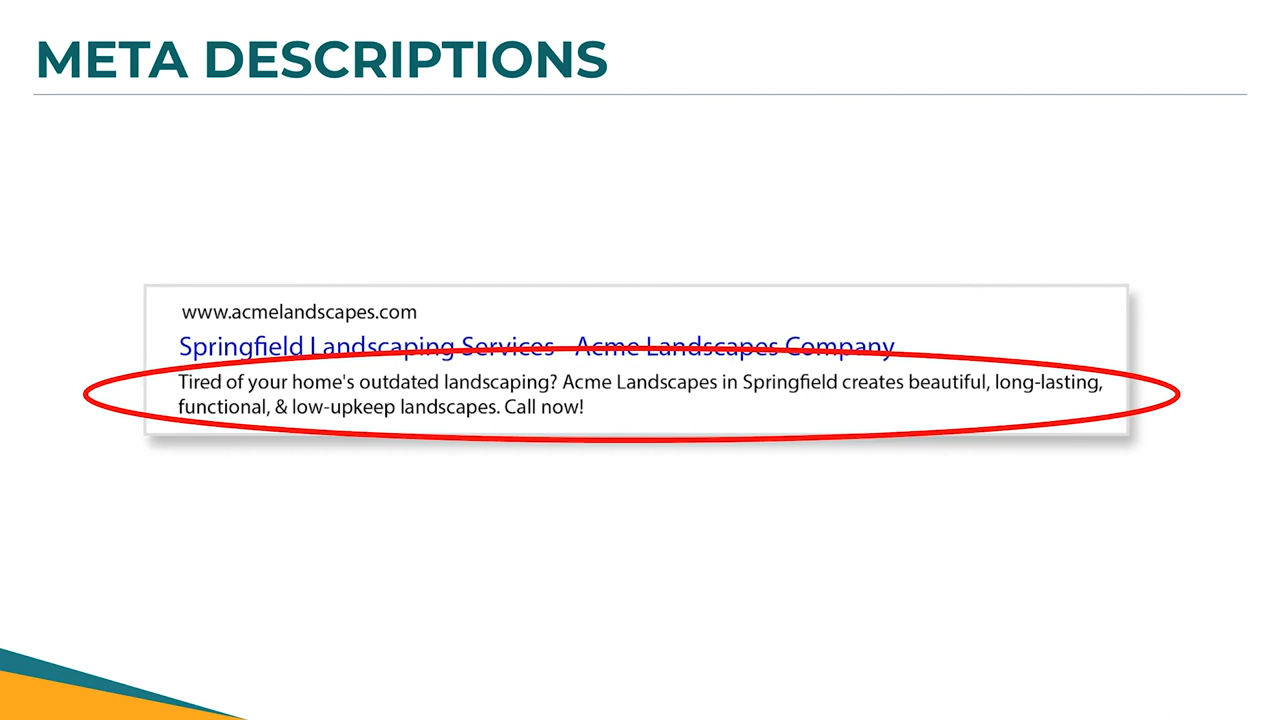 META DESCRIPTIONS
www.acmelandscapes.com
Springfield Landscaping Services - Acme Landscapes Company
Tired of your home's outdated landscaping? Acme Landscapes in Springfield creates beautiful, long-lasting,
functional, & low-upkeep landscapes. Call now!